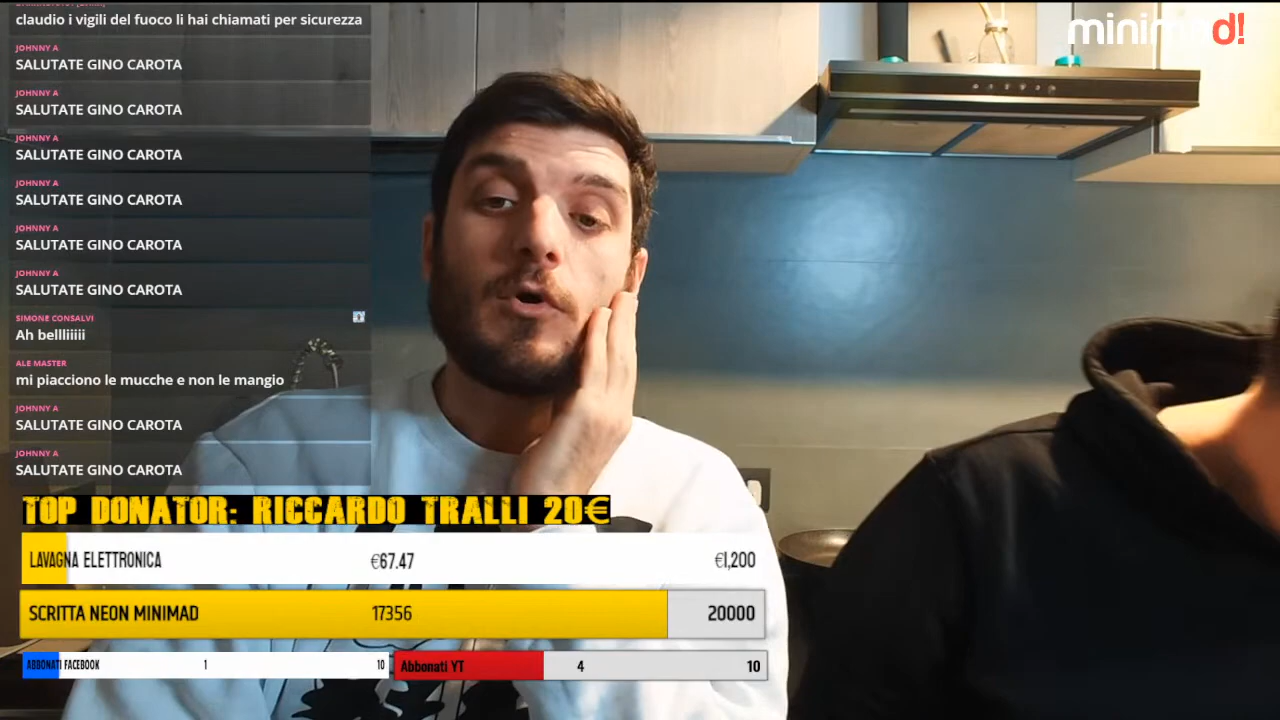 claudio i vigili del fuoco li hai chiamati per sicurezza
JOHNNY A
SALUTATE GINO CAROTA
JOHNNY A
SALUTATE GINO CAROTA
JOHNNY A
SALUTATE GINO CAROTA
JOHNNY A
SALUTATE GINO CAROTA
JOHNNY A
SALUTATE GINO CAROTA
JOHNNY A
SALUTATE GINO CAROTA
SIMONE CONSALVI
Ah bellliiiiii
ALE MASTER
mi piacciono le mucche e non le mangio
JOHNNY A
SALUTATE GINO CAROTA
JOHNNY A
SALUTATE GINO CAROTA
minimad!
TOP DONATOR: RICCARDO TRALLI 20€
LAVAGNA ELETTRONICA €67.47 €1,200
SCRITTA NEON MINIMAD 17356 20000
ABBONATI FACEBOOK 1 10
Abbonati YT 4 10